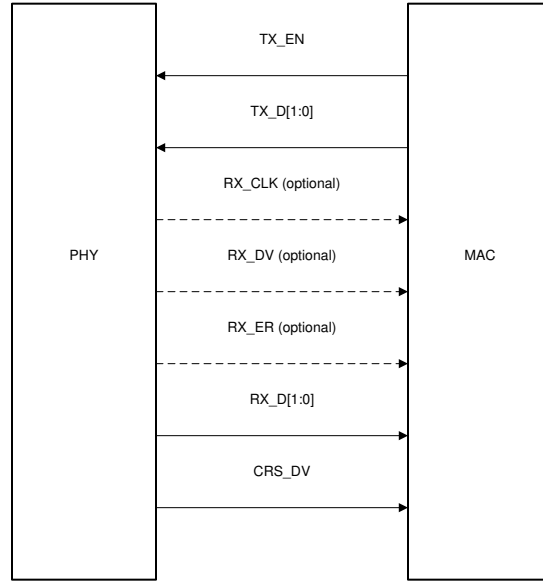 TX_EN
TX_D[1:0]
RX_CLK (optional)
PHY
RX_DV (optional)
MAC
RX_ER (optional)
RX_D[1:0]
CRS_DV